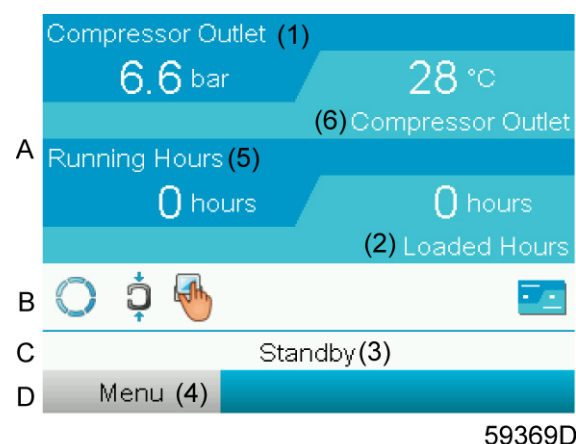 Compressor Outlet (1)
6.6 bar 28 °C
(6) Compressor Outlet
A
Running Hours (5)
0 hours 0 hours
(2) Loaded Hours
B
C Standby (3)
D Menu (4)
59369D